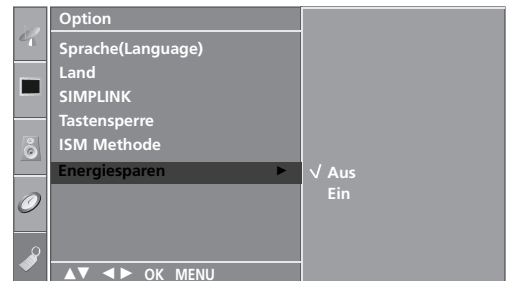 Option
Sprache(Language)
Land
SIMPLINK
Tastensperre
ISM Methode
Energiesparen ►
√ Aus
Ein
▲▼ ◄► OK MENU